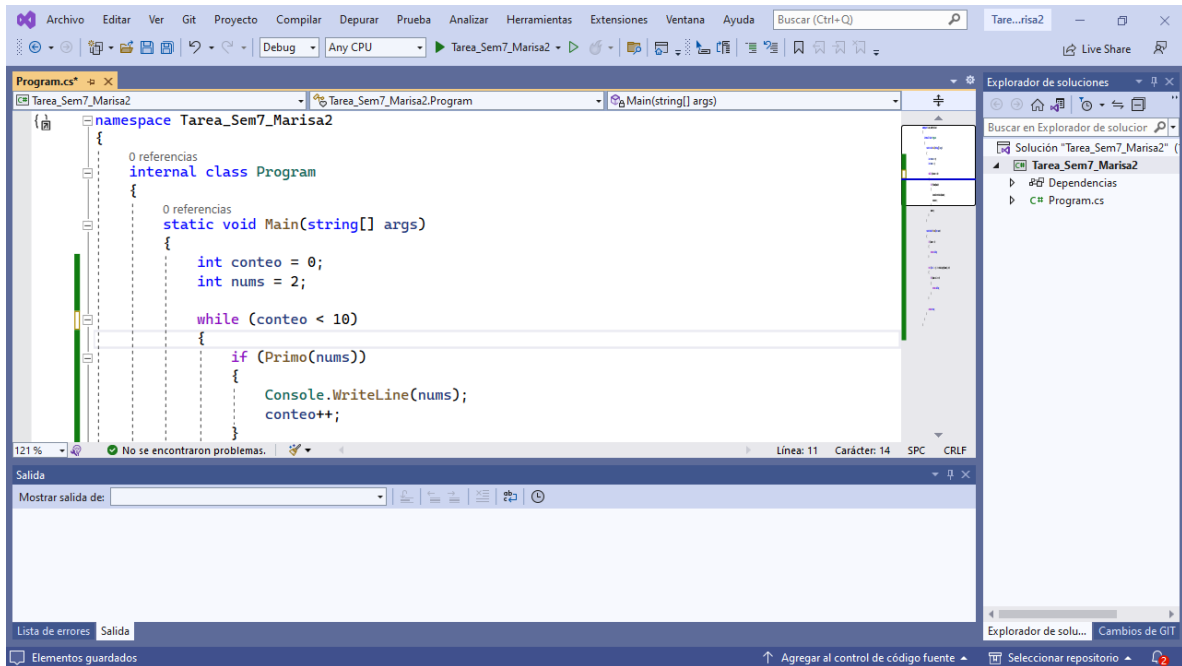 Archivo Editar Ver Git Proyecto Compilar Depurar Prueba Analizar Herramientas Extensiones Ventana Ayuda Buscar (Ctrl+Q) Tare...risa2
Debug Any CPU Tarea_Sem7_Marisa2 Live Share
Program.cs*
Tarea_Sem7_Marisa2 Tarea_Sem7_Marisa2.Program Main(string[] args)
namespace Tarea_Sem7_Marisa2
{
0 referencias
internal class Program
{
0 referencias
static void Main(string[] args)
{
int conteo = 0;
int nums = 2;
while (conteo < 10)
{
if (Primo(nums))
{
Console.WriteLine(nums);
conteo++;
}
121 % No se encontraron problemas. Línea: 11 Carácter: 14 SPC CRLF
Salida
Mostrar salida de:
Lista de errores Salida
Explorador de soluciones
Buscar en Explorador de solucior
Solución "Tarea_Sem7_Marisa2" (
C# Tarea_Sem7_Marisa2
Dependencias
C# Program.cs
Explorador de solu... Cambios de GIT
Elementos guardados Agregar al control de código fuente Seleccionar repositorio 2